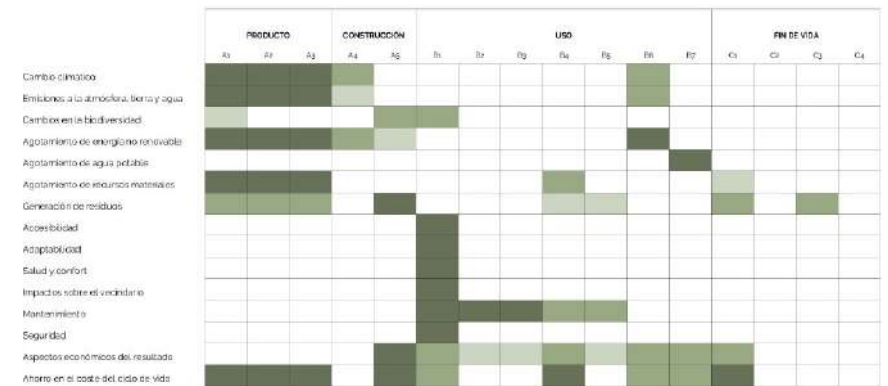 PRODUCTO CONSTRUCCIÓN USO FIN DE VIDA
A1 A2 A3 A4 A5 B1 B2 B3 B4 B5 B6 B7 C1 C2 C3 C4
Cambio climático
Emisiones a la atmósfera, tierra y agua
Cambios en la biodiversidad
Agotamiento de energía no renovable
Agotamiento de agua potable
Agotamiento de recursos materiales
Generación de residuos
Accesibilidad
Adaptabilidad
Salud y confort
Impactos sobre el vecindario
Mantenimiento
Seguridad
Aspectos económicos del resultado
Ahorro en el coste del ciclo de vida